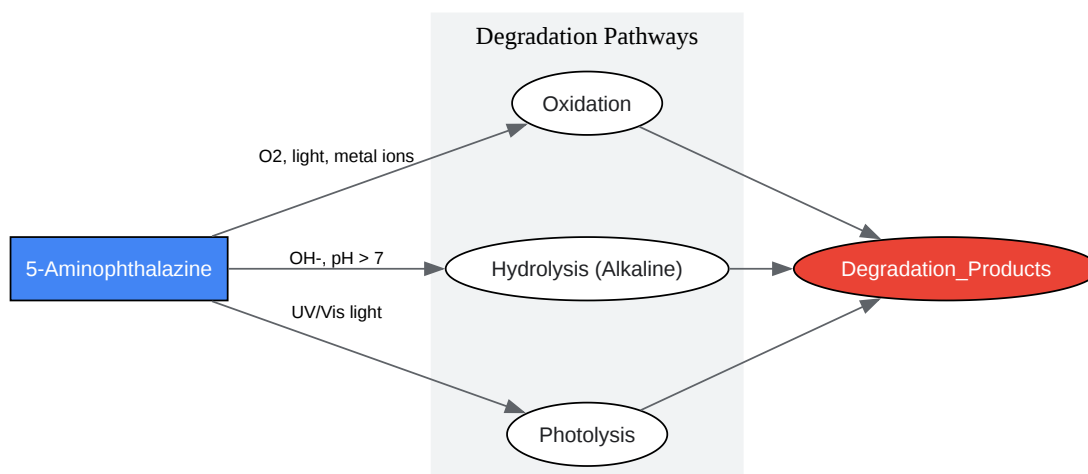 Degradation Pathways
Oxidation
O2, light, metal ions
5-Aminophthalazine
OH-, pH > 7
Hydrolysis (Alkaline)
Degradation_Products
UV/Vis light
Photolysis